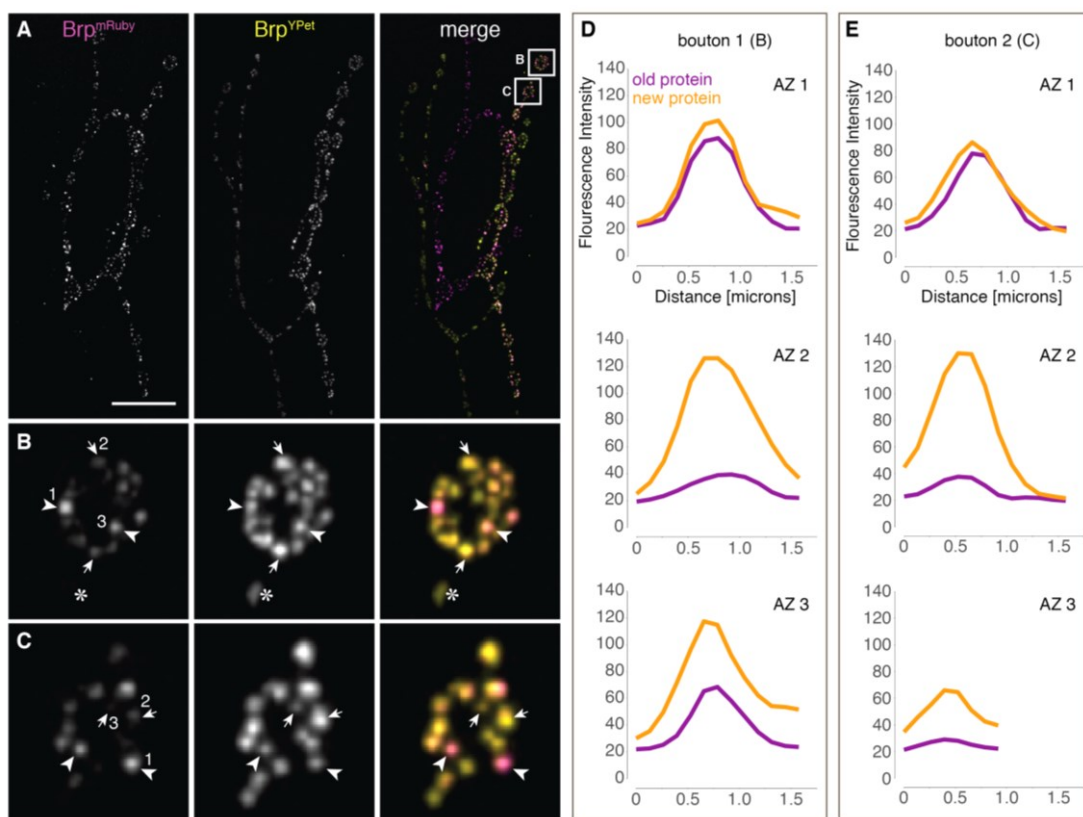 A
Brp^mRuby
Brp^YPet
merge
B
C
B
2
1
3
*
*
*
C
2
3
1
D
bouton 1 (B)
Flourescence Intensity
140
120
100
80
60
40
20
0
old protein
new protein
AZ 1
0 0.5 1.0 1.5
Distance [microns]
140
120
100
80
60
40
20
0
AZ 2
0 0.5 1.0 1.5
140
120
100
80
60
40
20
0
AZ 3
0 0.5 1.0 1.5
E
bouton 2 (C)
Flourescence Intensity
140
120
100
80
60
40
20
0
AZ 1
0 0.5 1.0 1.5
Distance [microns]
140
120
100
80
60
40
20
0
AZ 2
0 0.5 1.0 1.5
140
120
100
80
60
40
20
0
AZ 3
0 0.5 1.0 1.5